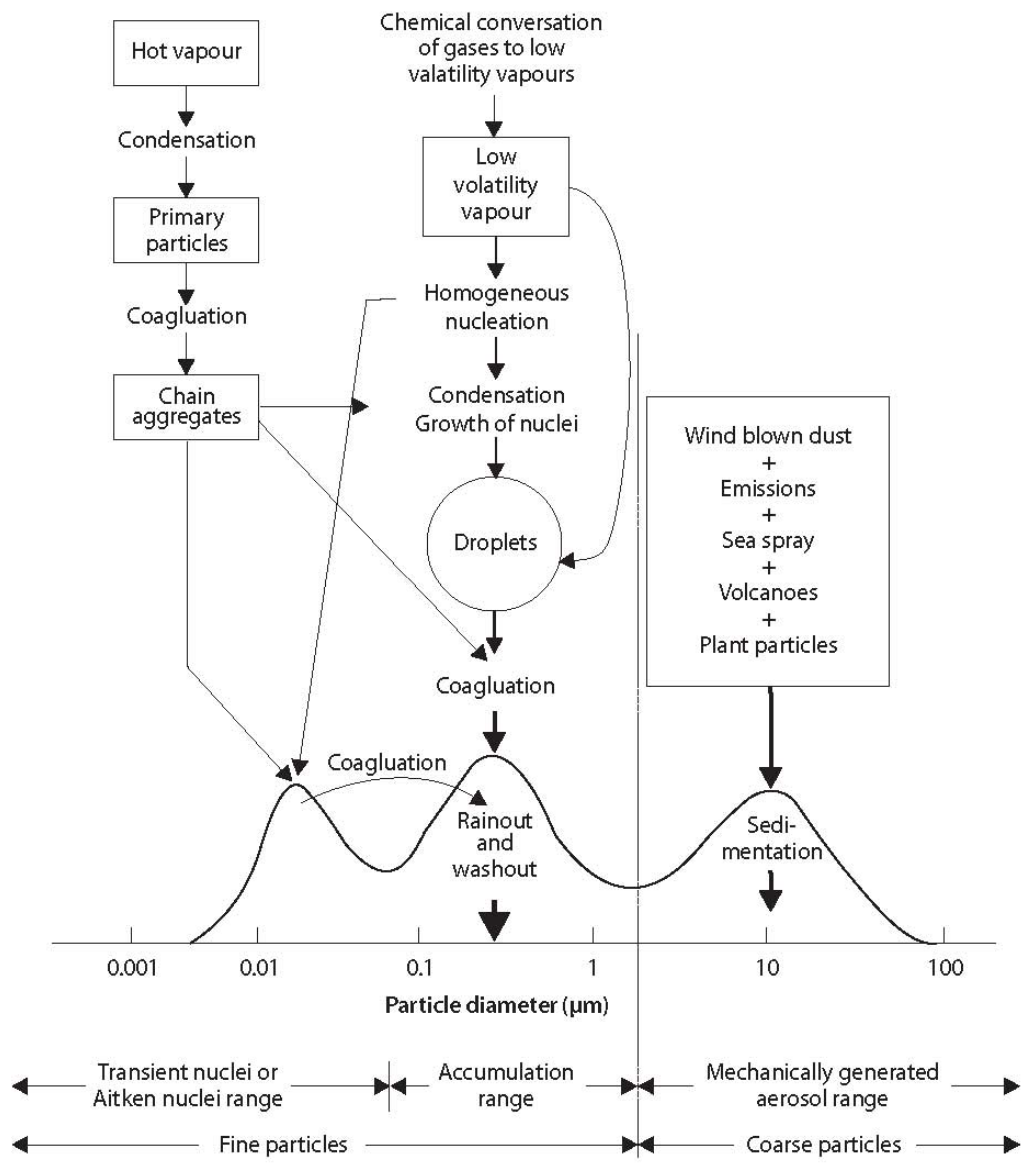 Hot vapour
Condensation
Primary
particles
Coagluation
Chain
aggregates
Chemical conversation
of gases to low
valatility vapours
Low
volatility
vapour
Homogeneous
nucleation
Condensation
Growth of nuclei
Droplets
Coagluation
Wind blown dust
+
Emissions
+
Sea spray
+
Volcanoes
+
Plant particles
Coagluation
Rainout
and
washout
Sedi-
mentation
0.001 0.01 0.1 1 10 100
Particle diameter (µm)
Transient nuclei or
Aitken nuclei range
Accumulation
range
Mechanically generated
aerosol range
Fine particles
Coarse particles